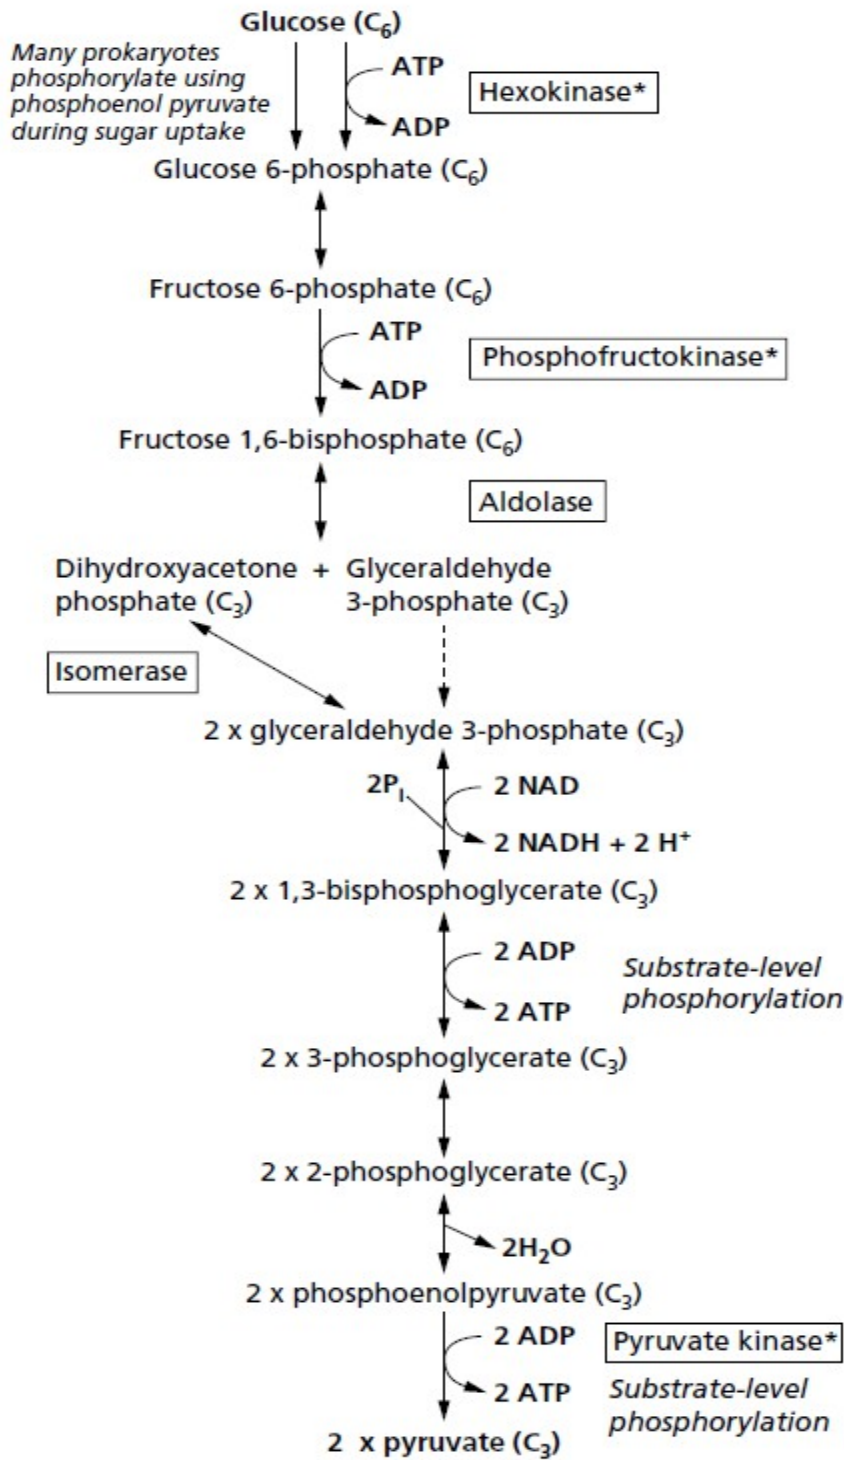 Glucose (C6)
Many prokaryotes
phosphorylate using
phosphoenol pyruvate
during sugar uptake
ATP
Hexokinase*
ADP
Glucose 6-phosphate (C6)
Fructose 6-phosphate (C6)
ATP
Phosphofructokinase*
ADP
Fructose 1,6-bisphosphate (C6)
Aldolase
Dihydroxyacetone + Glyceraldehyde
phosphate (C3) 3-phosphate (C3)
Isomerase
2 x glyceraldehyde 3-phosphate (C3)
2PI 2 NAD
2 NADH + 2 H+
2 x 1,3-bisphosphoglycerate (C3)
2 ADP
Substrate-level
phosphorylation
2 ATP
2 x 3-phosphoglycerate (C3)
2 x 2-phosphoglycerate (C3)
2H2O
2 x phosphoenolpyruvate (C3)
2 ADP
Pyruvate kinase*
2 ATP
Substrate-level
phosphorylation
2 x pyruvate (C3)